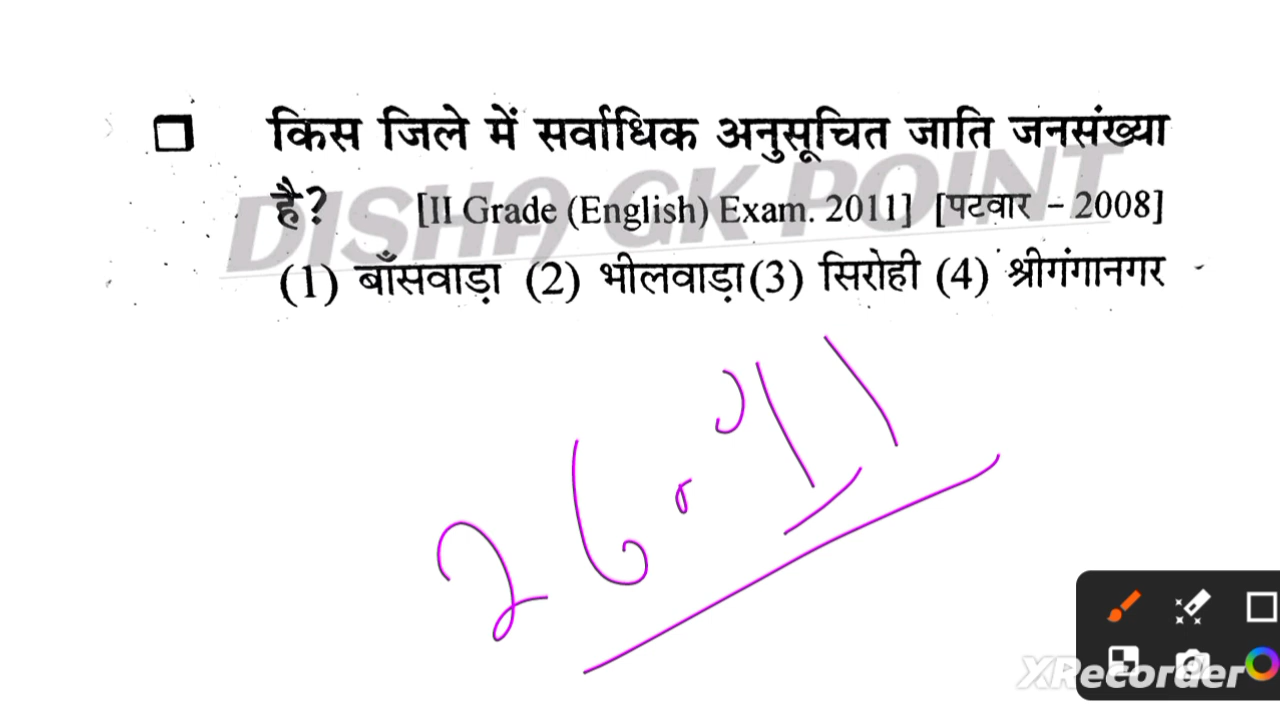 किस जिले में सर्वाधिक अनुसूचित जाति जनसंख्या
है? [II Grade (English) Exam. 2011] [पटवार – 2008]
(1) बाँसवाड़ा (2) भीलवाड़ा (3) सिरोही (4) श्रीगंगानगर
DISHA GK POINT
XRecorder